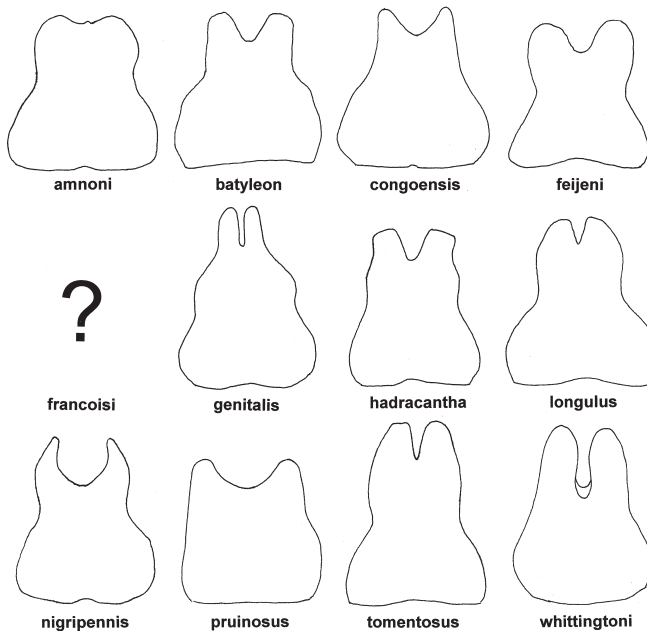 amnoni batyleon congoensis feijeni
?
francoisi genitalis hadracantha longulus
nigripennis pruinosus tomentosus whittingtoni